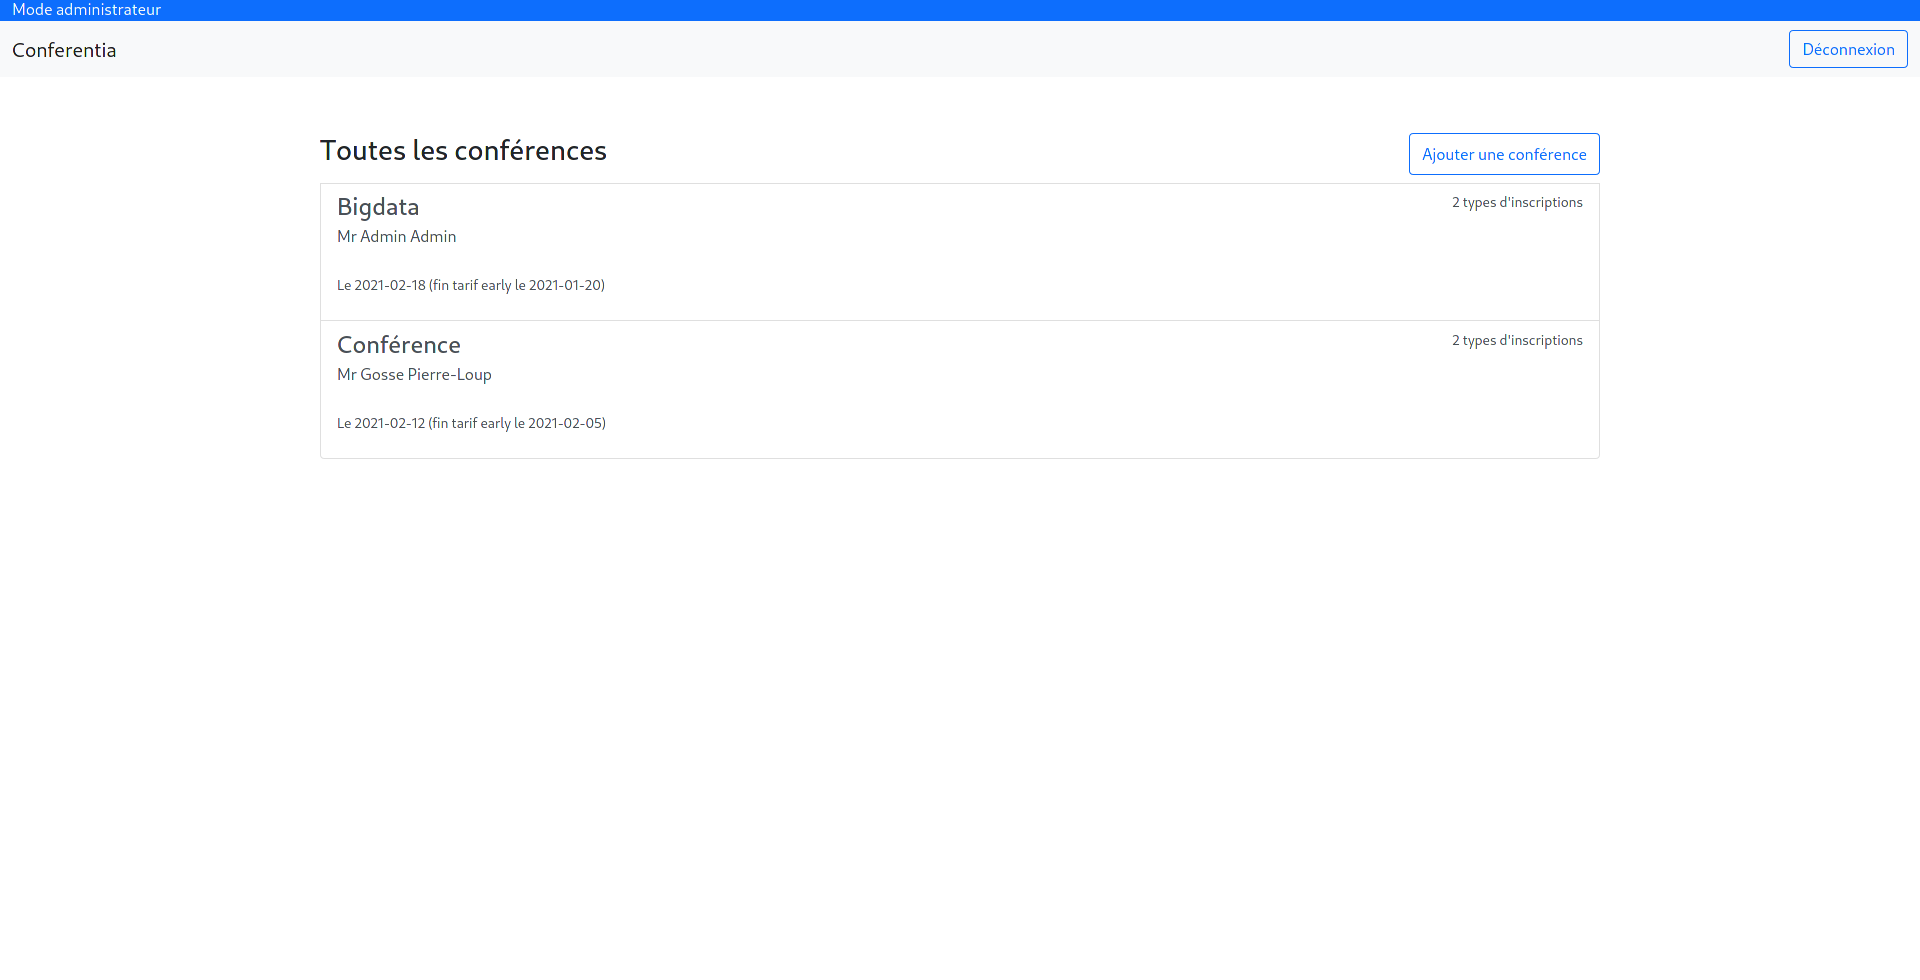 Mode administrateur
Conferentia
Déconnexion
Toutes les conférences
Ajouter une conférence
Bigdata
2 types d'inscriptions
Mr Admin Admin
Le 2021-02-18 (fin tarif early le 2021-01-20)
Conférence
2 types d'inscriptions
Mr Gosse Pierre-Loup
Le 2021-02-12 (fin tarif early le 2021-02-05)